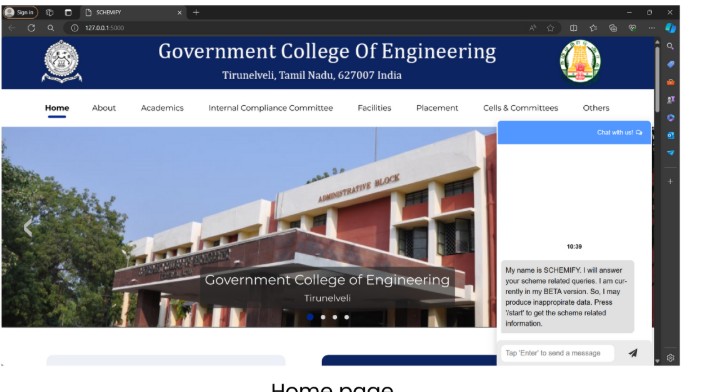 Sign in
SCHEMIFY
127.0.0.1:5000
Government College Of Engineering
Tirunelveli, Tamil Nadu, 627007 India
Home About Academics Internal Compliance Committee Facilities Placement Cells & Committees Others
Chat with us!
ADMINISTRATIVE BLOCK
10:39
My name is SCHEMIFY. I will answer
your scheme related queries. I am cur-
rently in my BETA version. So, I may
produce inappropirate data. Press
'/start' to get the scheme related
information.
Government College of Engineering
Tirunelveli
Tap 'Enter' to send a message
Home page